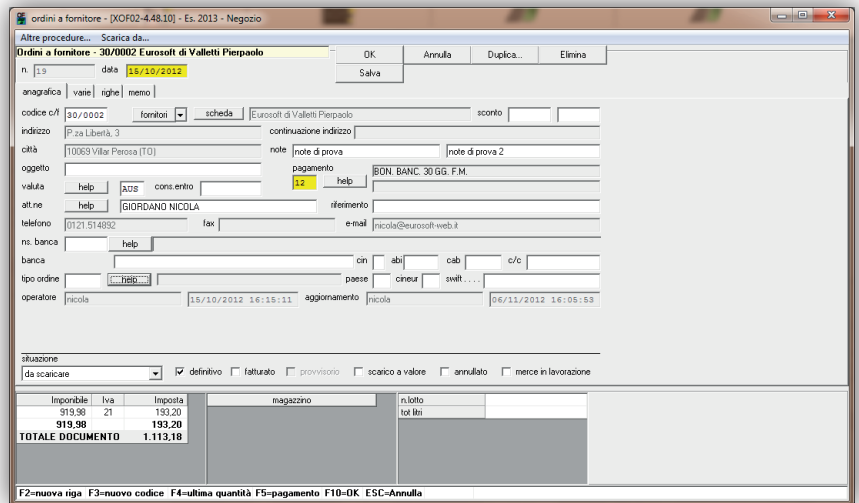 ordini a fornitore - [XOF02-4.48.10] - Es. 2013 - Negozio
Altre procedure... Scarica da...
Ordini a fornitore - 30/0002 Eurosoft di Valletti Pierpaolo
OK Annulla Duplica... Elimina
n. 19 data 15/10/2012 Salva
anagrafica varie righe memo
codice c/f 30/0002 fornitori scheda Eurosoft di Valletti Pierpaolo sconto
indirizzo P.za Libertà, 3 continuazione indirizzo
città 10069 Villar Perosa (TO) note note di prova note di prova 2
oggetto pagamento BON. BANC. 30 GG. F.M.
12 help
valuta help AUS cons.entro
att.ne help GIORDANO NICOLA riferimento
telefono 0121.514892 fax e-mail nicola@eurosoft-web.it
ns. banca help
banca cin abi cab c/c
tipo ordine help paese cineur swift....
operatore nicola 15/10/2012 16:15:11 aggiornamento nicola 06/11/2012 16:05:53
situazione
da scaricare definitivo fatturato provvisorio scarico a valore annullato merce in lavorazione
Imponibile Iva Imposta magazzino n.lotto
919,98 21 193,20 tot litri
919,98 193,20
TOTALE DOCUMENTO 1.113,18
F2=nuova riga F3=nuovo codice F4=ultima quantità F5=pagamento F10=OK ESC=Annulla